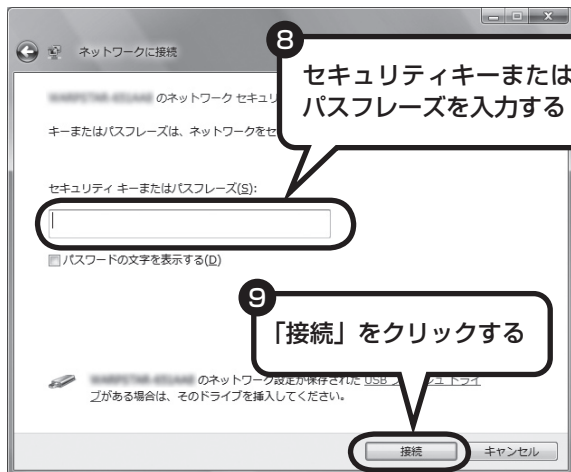 ネットワークに接続
8
セキュリティキーまたは
パスフレーズを入力する
のネットワーク セキュリ
キーまたはパスフレーズは、ネットワークをセ
セキュリティ キーまたはパスフレーズ(S):
パスワードの文字を表示する(D)
9
「接続」をクリックする
のネットワーク設定が保存された USB
ブがある場合は、そのドライブを挿入してください。
接続
キャンセル